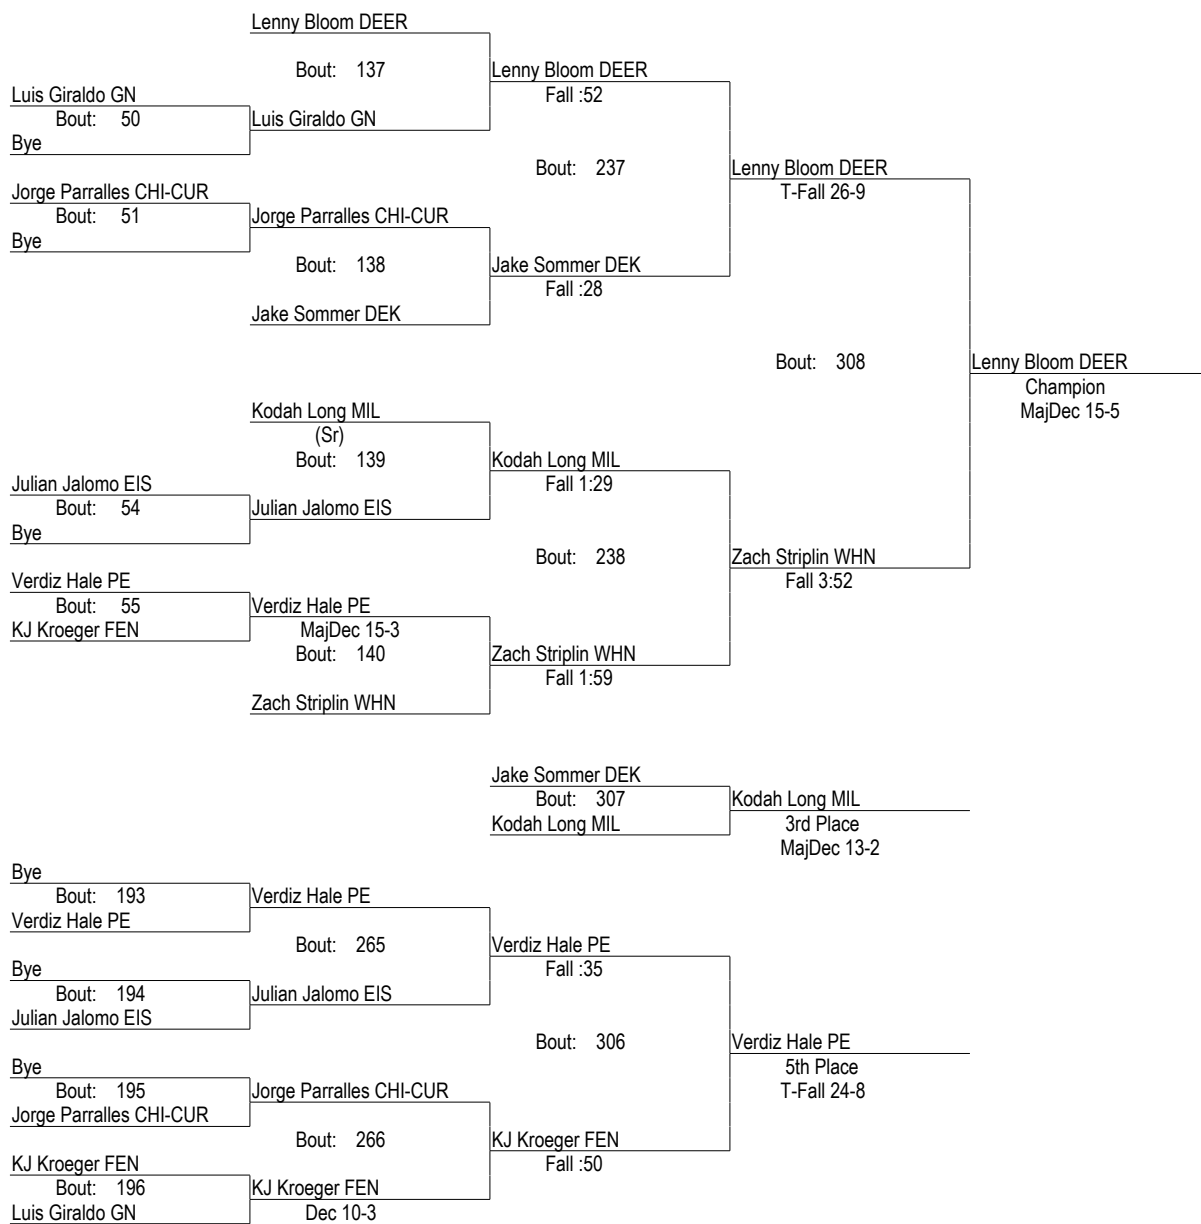 Lenny Bloom DEER
Bout: 137
Lenny Bloom DEER
Fall :52
Luis Giraldo GN
Bout: 50
Luis Giraldo GN
Bye
Bout: 237
Lenny Bloom DEER
T-Fall 26-9
Jorge Parralles CHI-CUR
Bout: 51
Jorge Parralles CHI-CUR
Bye
Bout: 138
Jake Sommer DEK
Fall :28
Jake Sommer DEK
Bout: 308
Lenny Bloom DEER
Champion
MajDec 15-5
Kodah Long MIL
(Sr)
Bout: 139
Kodah Long MIL
Fall 1:29
Julian Jalomo EIS
Bout: 54
Julian Jalomo EIS
Bye
Bout: 238
Zach Striplin WHN
Fall 3:52
Verdiz Hale PE
Bout: 55
Verdiz Hale PE
KJ Kroeger FEN
MajDec 15-3
Bout: 140
Zach Striplin WHN
Fall 1:59
Zach Striplin WHN
Jake Sommer DEK
Bout: 307
Kodah Long MIL
Kodah Long MIL
3rd Place
MajDec 13-2
Bye
Bout: 193
Verdiz Hale PE
Verdiz Hale PE
Bout: 265
Verdiz Hale PE
Fall :35
Bye
Bout: 194
Julian Jalomo EIS
Julian Jalomo EIS
Bout: 306
Verdiz Hale PE
5th Place
T-Fall 24-8
Bye
Bout: 195
Jorge Parralles CHI-CUR
Jorge Parralles CHI-CUR
Bout: 266
KJ Kroeger FEN
Fall :50
KJ Kroeger FEN
Bout: 196
KJ Kroeger FEN
Luis Giraldo GN
Dec 10-3